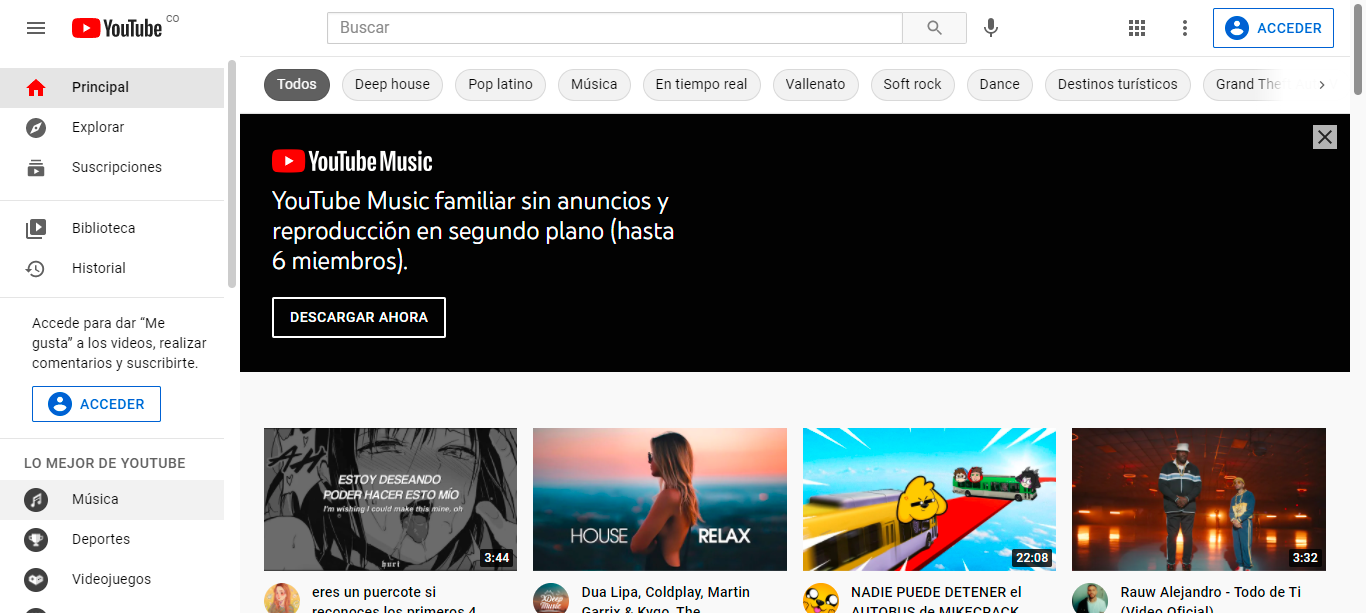 YouTube CO
Buscar
ACCEDER
Principal
Explorar
Suscripciones
Biblioteca
Historial
Accede para dar “Me
gusta” a los videos, realizar
comentarios y suscribirte.
ACCEDER
LO MEJOR DE YOUTUBE
Música
Deportes
Videojuegos
Todos
Deep house
Pop latino
Música
En tiempo real
Vallenato
Soft rock
Dance
Destinos turísticos
Grand The
YouTube Music
YouTube Music familiar sin anuncios y
reproducción en segundo plano (hasta
6 miembros).
DESCARGAR AHORA
ESTOY DESEANDO
PODER HACER ESTO MÍO
I'm wishing I could make this mine, oh
hurt
3:44
eres un puercote si
reconoces los primeros 4
HOUSE RELAX
XDeep
Music
Dua Lipa, Coldplay, Martin
Garrix & Kygo, The
22:08
NADIE PUEDE DETENER el
AUTOBUS de MIKECRACK
3:32
Rauw Alejandro - Todo de Ti
(Video Oficial)